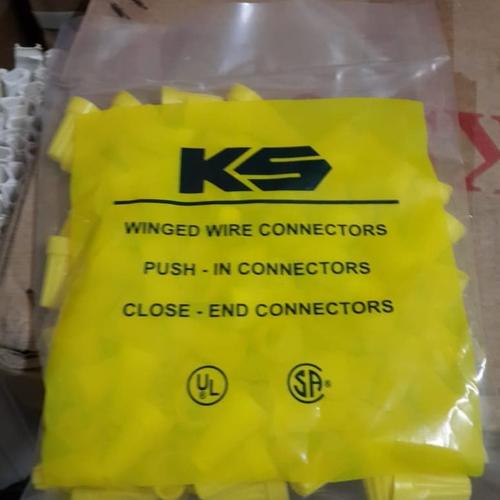 KS
WINGED WIRE CONNECTORS
PUSH - IN CONNECTORS
CLOSE - END CONNECTORS
UL ® SA ®